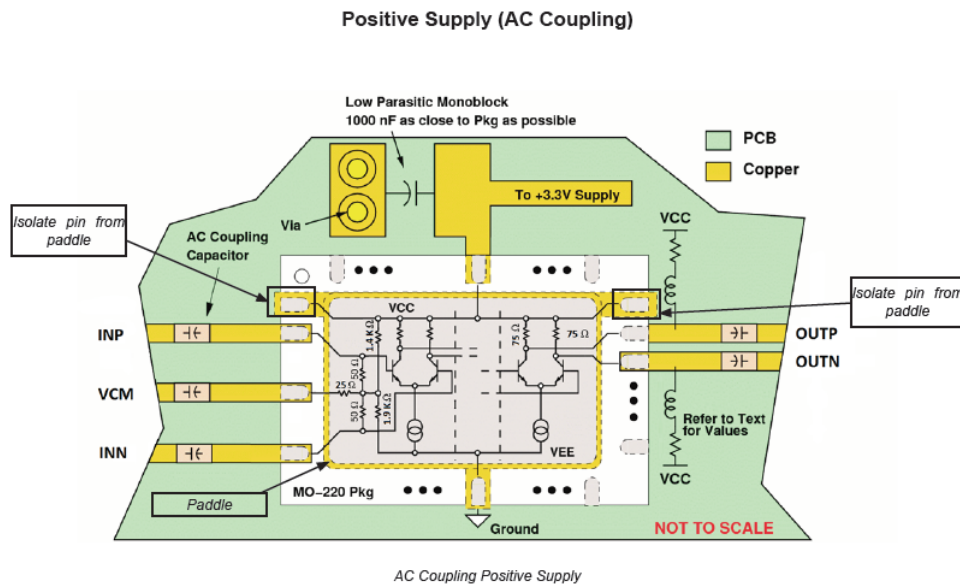 Positive Supply (AC Coupling)
Low Parasitic Monoblock
1000 nF as close to Pkg as possible
PCB
Copper
To +3.3V Supply
Via
VCC
Isolate pin from
paddle
AC Coupling
Capacitor
Isolate pin from
paddle
VCC
INP
1.4 KΩ
75 Ω
75 Ω
OUTP
50 Ω
OUTN
VCM
25 Ω
50 Ω
1.9 KΩ
Refer to Text
for Values
INN
VEE
VCC
Paddle
MO-220 Pkg
Ground
NOT TO SCALE
AC Coupling Positive Supply